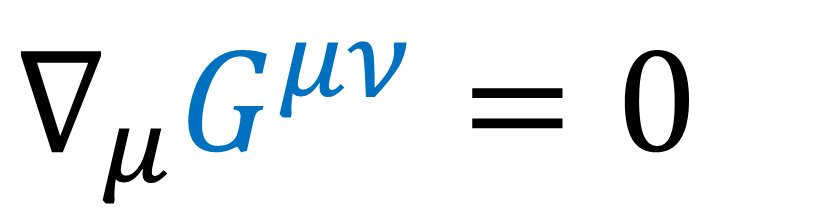 ∇_μ G^{μν} = 0